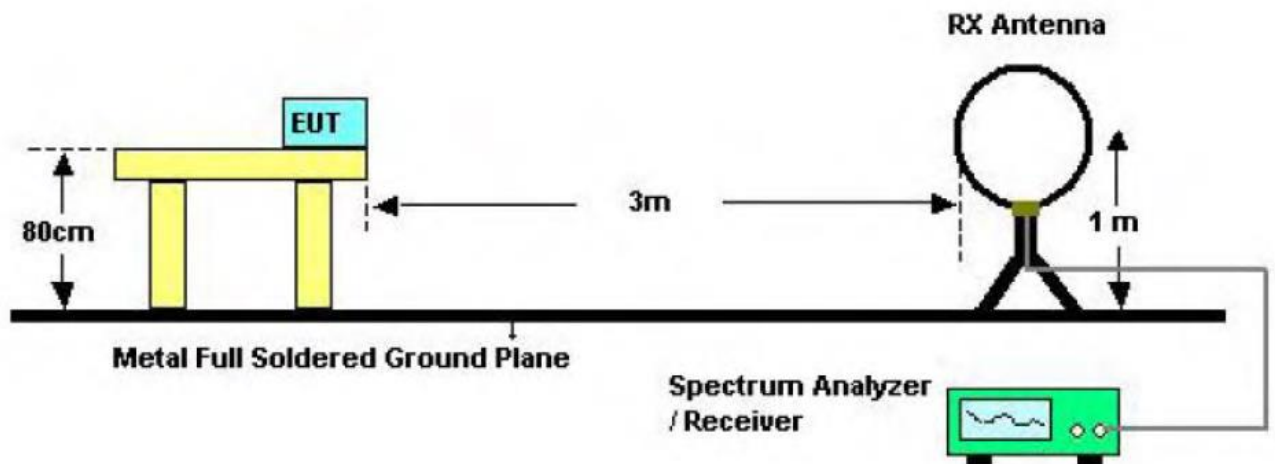 RX Antenna
EUT
3m
80cm
1 m
Metal Full Soldered Ground Plane
Spectrum Analyzer
/ Receiver